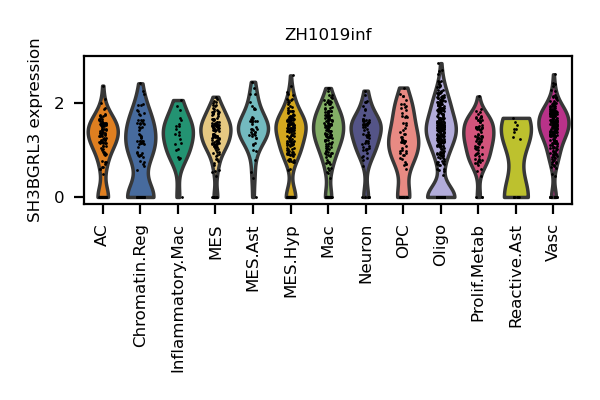 ZH1019inf
SH3BGRL3 expression
2
0
AC
Chromatin.Reg
Inflammatory.Mac
MES
MES.Ast
MES.Hyp
Mac
Neuron
OPC
Oligo
Prolif.Metab
Reactive.Ast
Vasc